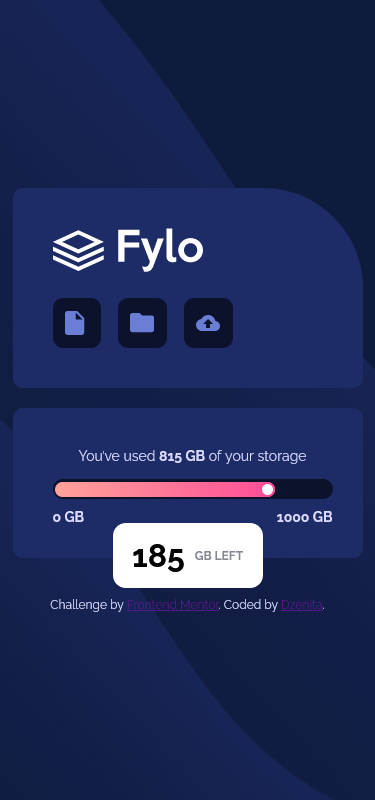 Fylo
You've used 815 GB of your storage
0 GB 1000 GB
185 GB LEFT
Challenge by Frontend Mentor. Coded by Dzenita.